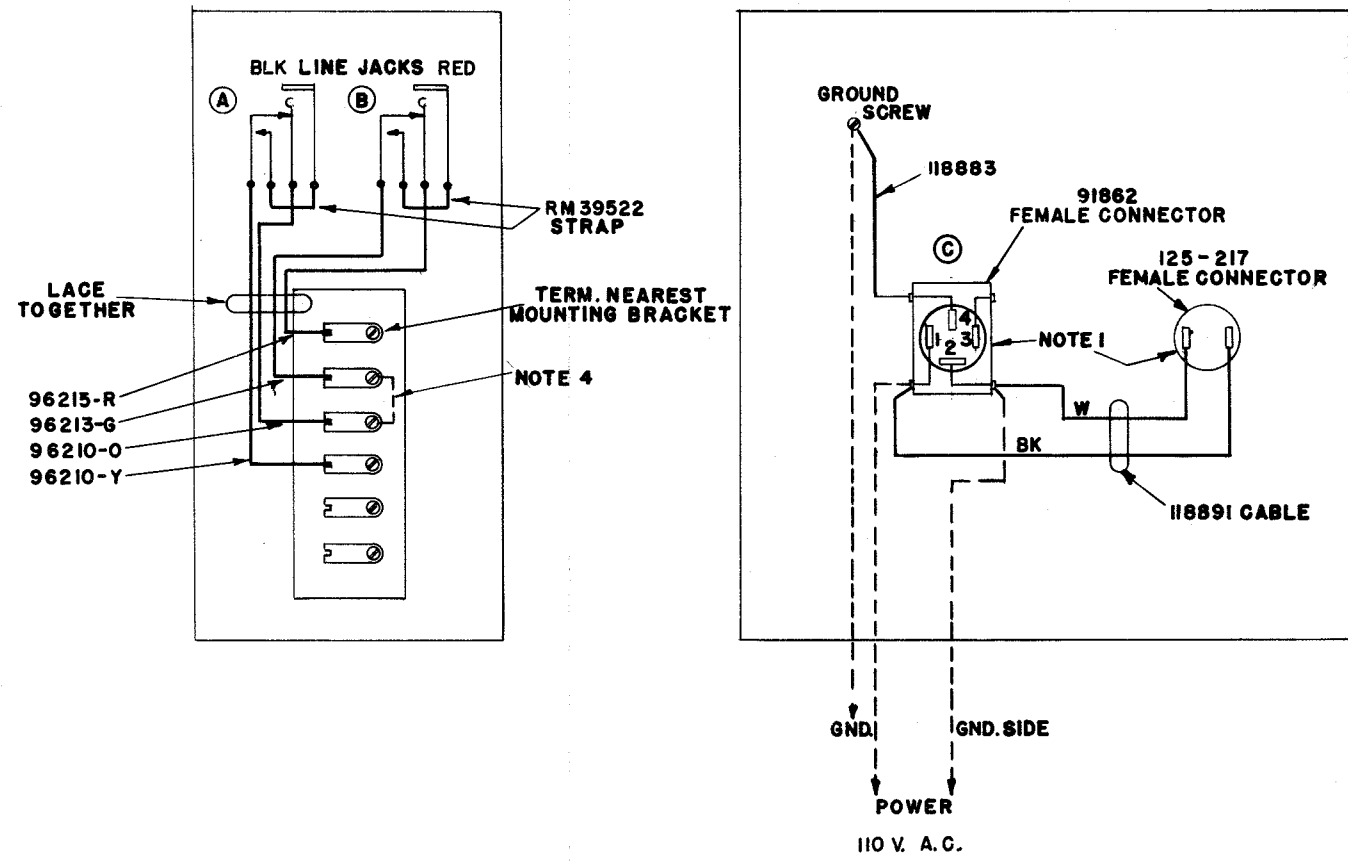 BLK LINE JACKS RED
A
B
RM 39522
STRAP
LACE
TOGETHER
TERM. NEAREST
MOUNTING BRACKET
NOTE 4
96215-R
96213-G
96210-O
96210-Y
GROUND
SCREW
118883
91862
FEMALE CONNECTOR
C
125-217
FEMALE CONNECTOR
4
1
3
2
NOTE 1
W
BK
118891 CABLE
GND.
GND. SIDE
POWER
110 V. A.C.